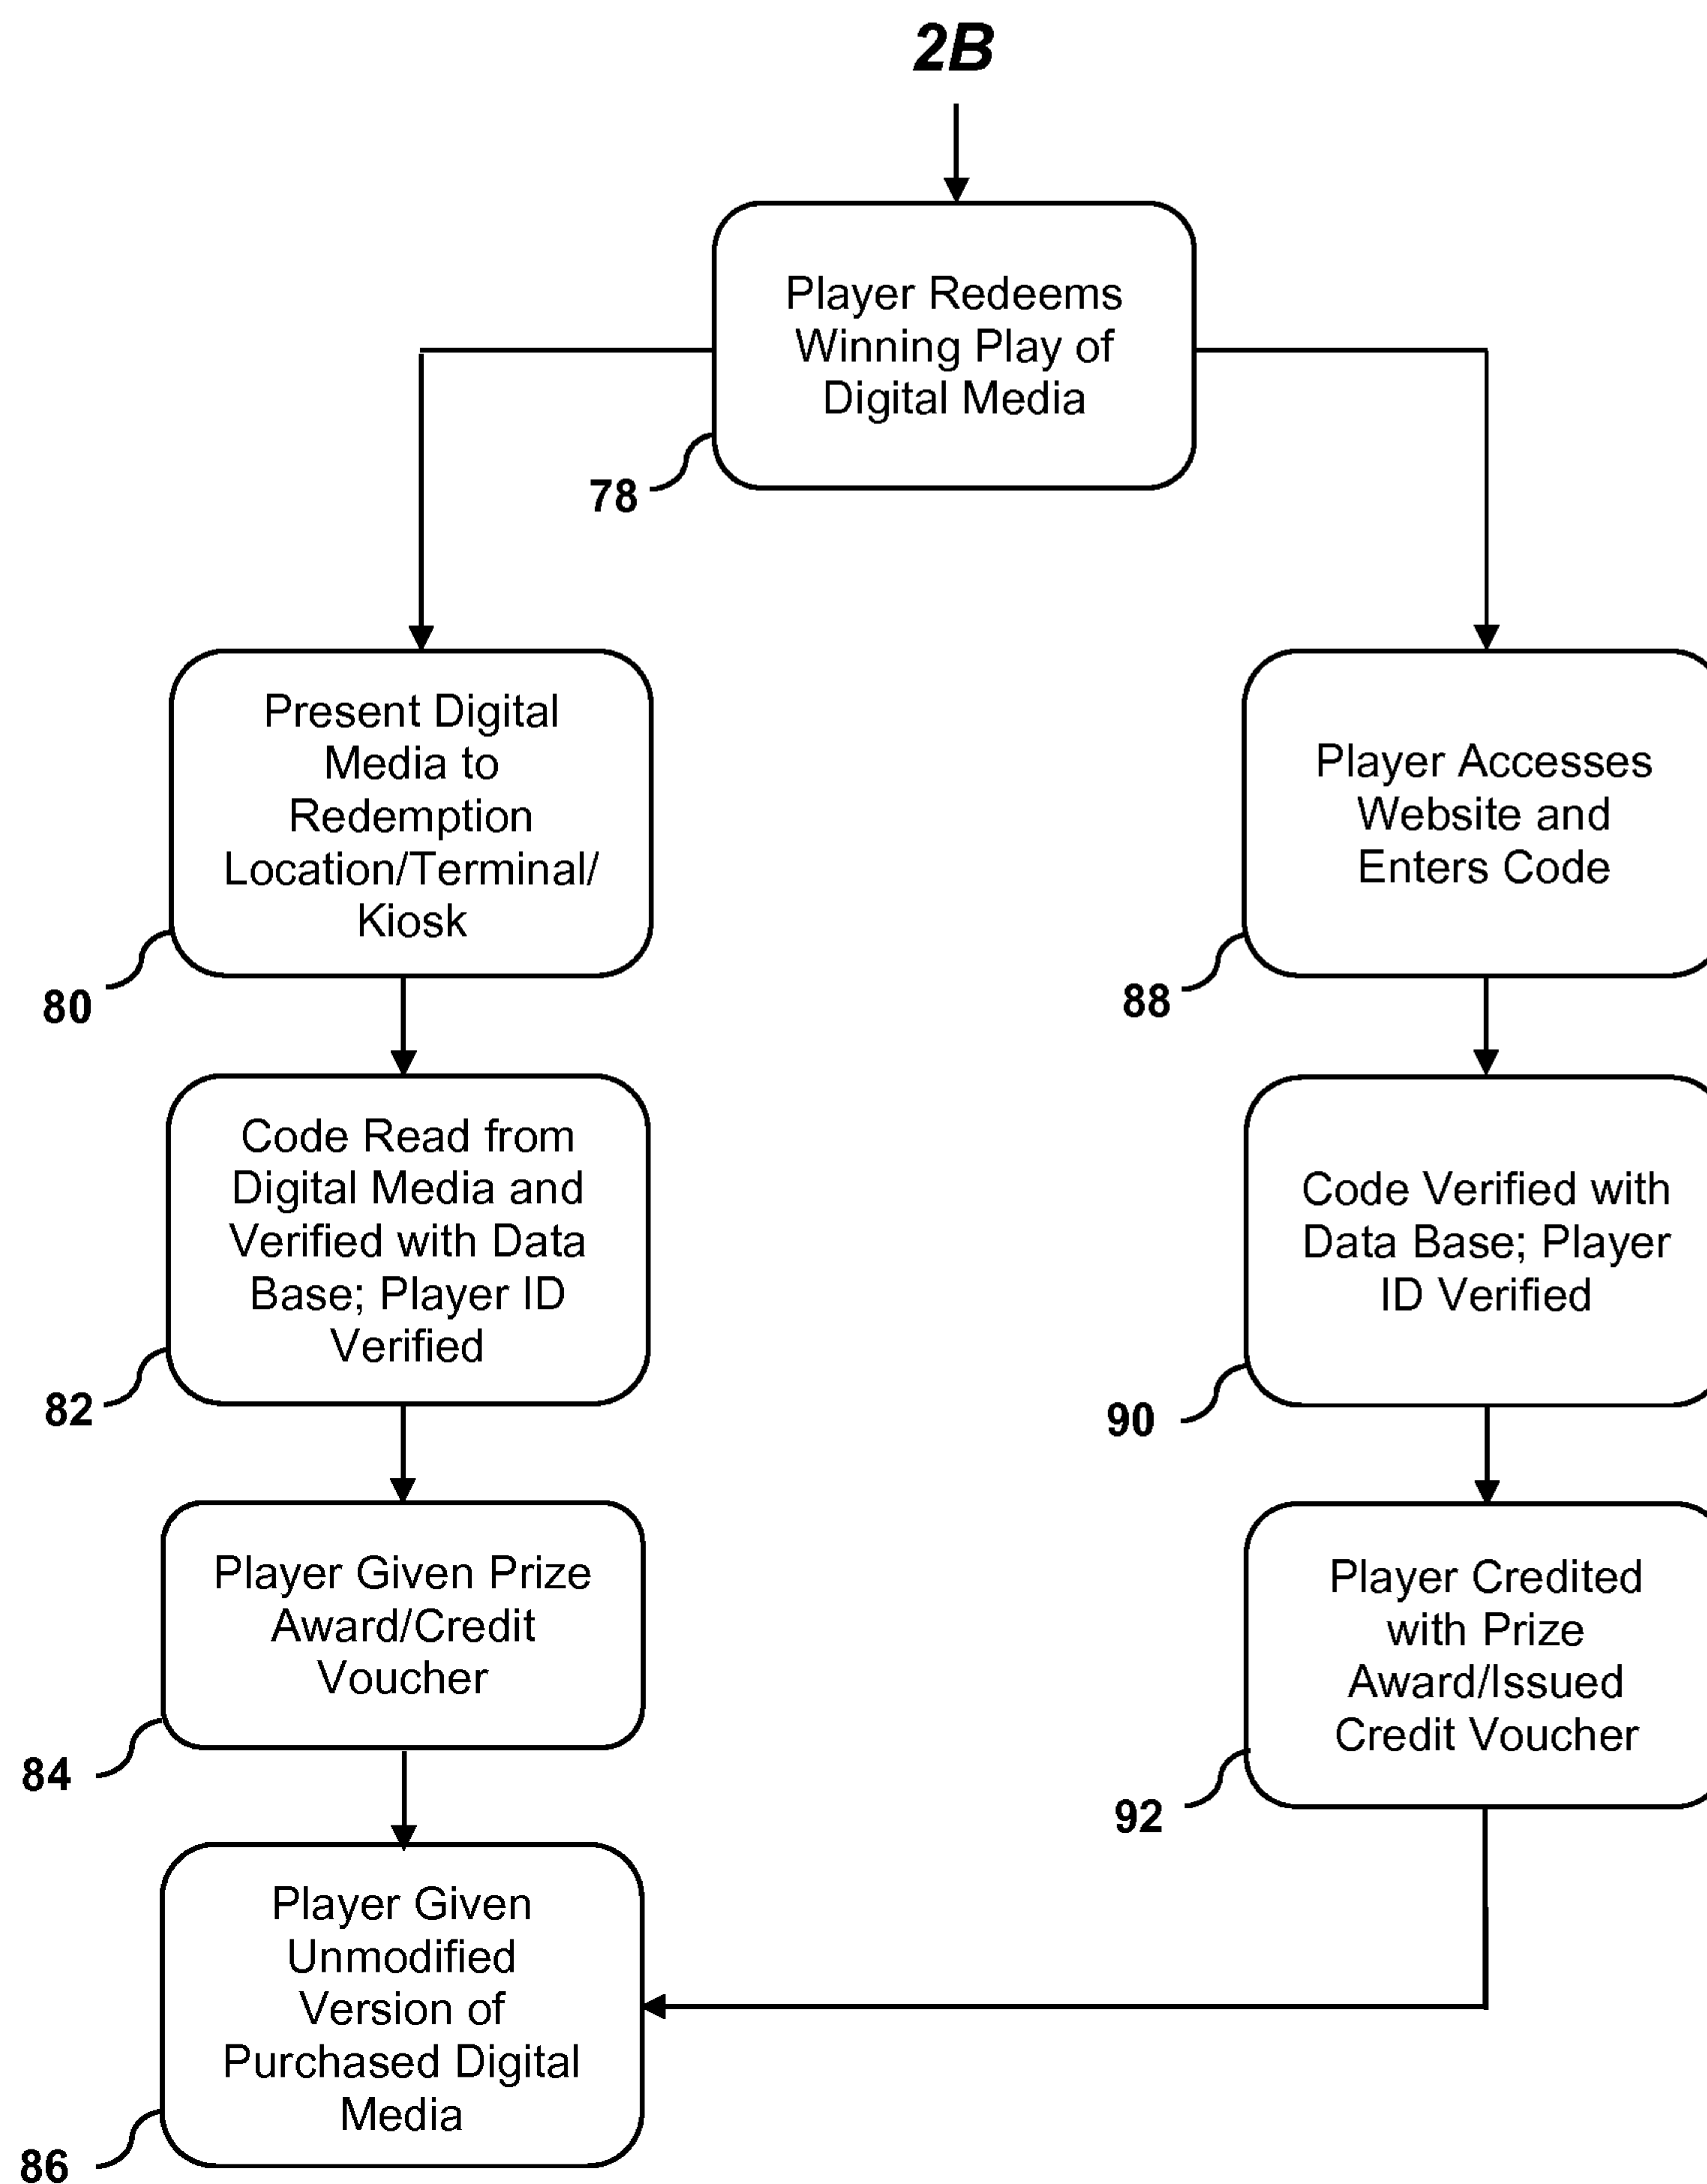 2B
Player Redeems
Winning Play of
Digital Media
78
Present Digital
Media to
Redemption
Location/Terminal/
Kiosk
80
Code Read from
Digital Media and
Verified with Data
Base; Player ID
Verified
82
Player Given Prize
Award/Credit
Voucher
84
Player Given
Unmodified
Version of
Purchased Digital
Media
86
Player Accesses
Website and
Enters Code
88
Code Verified with
Data Base; Player
ID Verified
90
Player Credited
with Prize
Award/Issued
Credit Voucher
92